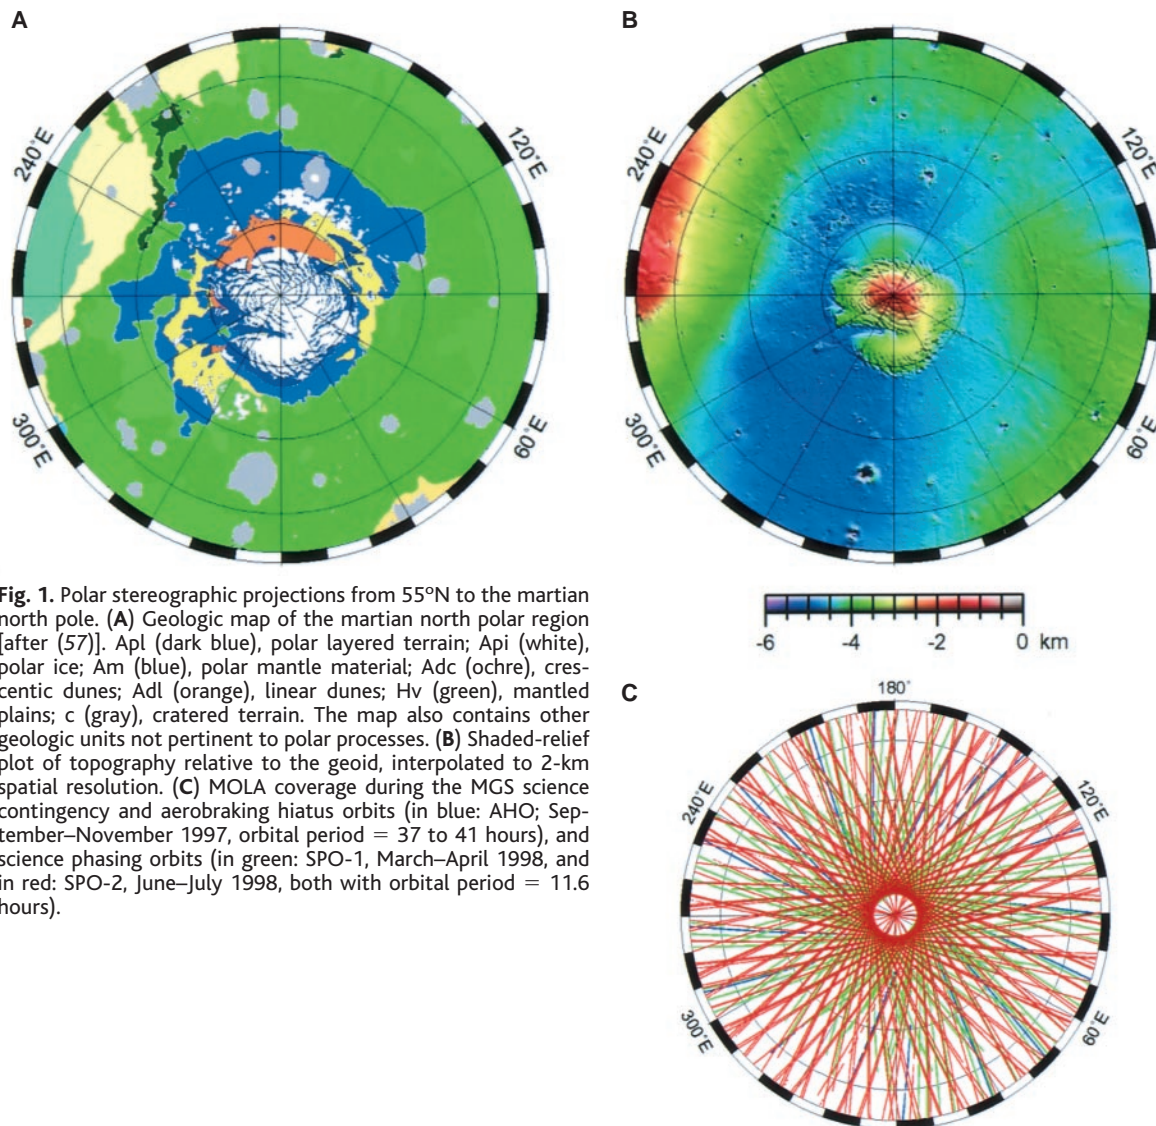 A
B
240°E
120°E
300°E
60°E
240°E
120°E
300°E
60°E
Fig. 1. Polar stereographic projections from 55°N to the martian
north pole. (A) Geologic map of the martian north polar region
[after (57)]. Apl (dark blue), polar layered terrain; Api (white),
polar ice; Am (blue), polar mantle material; Adc (ochre), cres-
centic dunes; Adl (orange), linear dunes; Hv (green), mantled
plains; c (gray), cratered terrain. The map also contains other
geologic units not pertinent to polar processes. (B) Shaded-relief
plot of topography relative to the geoid, interpolated to 2-km
spatial resolution. (C) MOLA coverage during the MGS science
contingency and aerobraking hiatus orbits (in blue: AHO; Sep-
tember–November 1997, orbital period = 37 to 41 hours), and
science phasing orbits (in green: SPO-1, March–April 1998, and
in red: SPO-2, June–July 1998, both with orbital period = 11.6
hours).
-6 -4 -2 0 km
C
180°
240°E
120°E
300°E
60°E